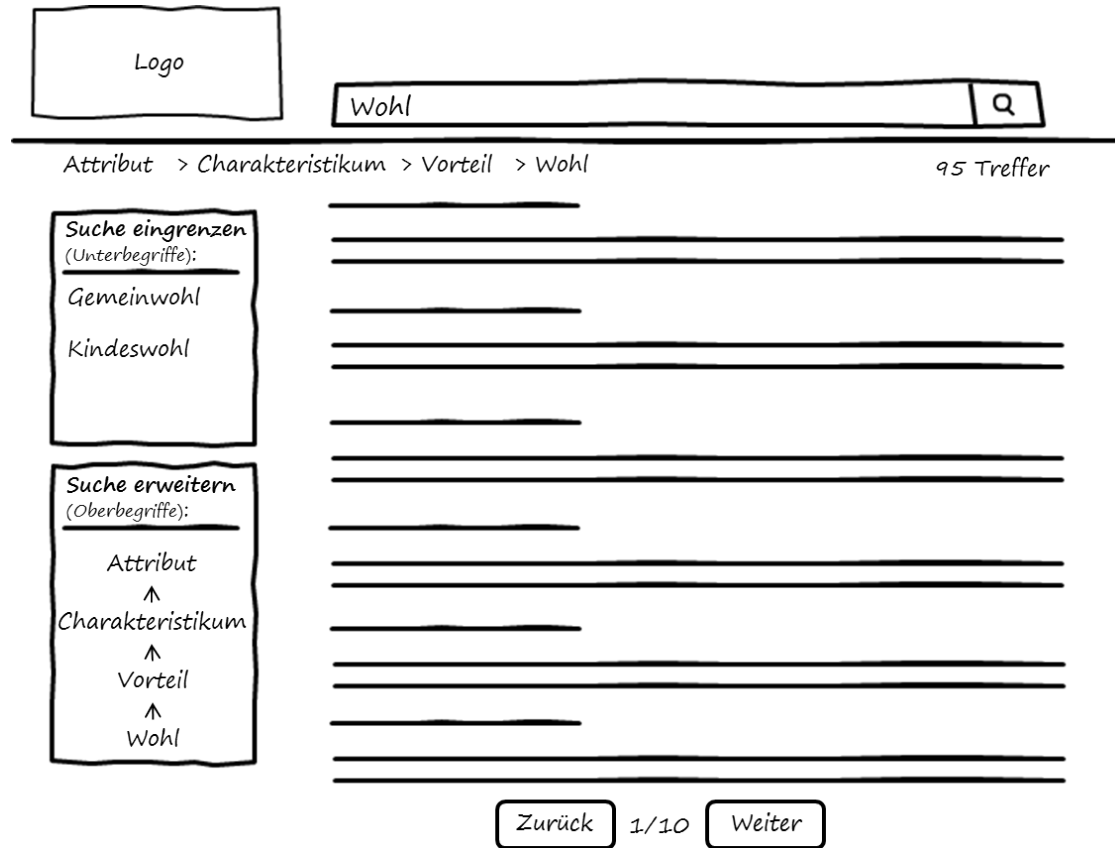 Logo
Wohl
Attribut > Charakteristikum > Vorteil > Wohl
95 Treffer
Suche eingrenzen
(Unterbegriffe):
Gemeinwohl
Kindeswohl
Suche erweitern
(Oberbegriffe):
Attribut
↑
Charakteristikum
↑
Vorteil
↑
Wohl
Zurück 1/10 Weiter